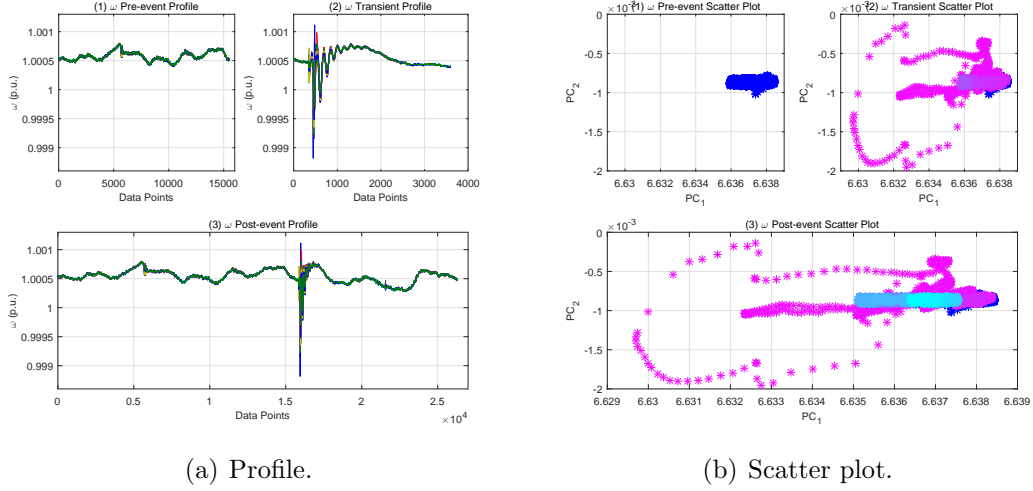 (1) ω Pre-event Profile
(2) ω Transient Profile
1.001
1.0005
1
0.9995
0.999
ω (p.u.)
0 5000 10000 15000
Data Points
1.001
1.0005
1
0.9995
0.999
0 1000 2000 3000 4000
Data Points
(3) ω Post-event Profile
1.001
1.0005
1
0.9995
0.999
ω (p.u.)
0 0.5 1 1.5 2 2.5
Data Points
×10⁴
(a) Profile.
×10⁻³
(1) ω Pre-event Scatter Plot
0
-0.5
-1
-1.5
-2
PC₂
6.63 6.632 6.634 6.636 6.638
PC₁
×10⁻³
(2) ω Transient Scatter Plot
0
-0.5
-1
-1.5
-2
PC₂
6.63 6.632 6.634 6.636 6.638
PC₁
×10⁻³
(3) ω Post-event Scatter Plot
0
-0.5
-1
-1.5
-2
PC₂
6.629 6.63 6.631 6.632 6.633 6.634 6.635 6.636 6.637 6.638 6.639
PC₁
(b) Scatter plot.